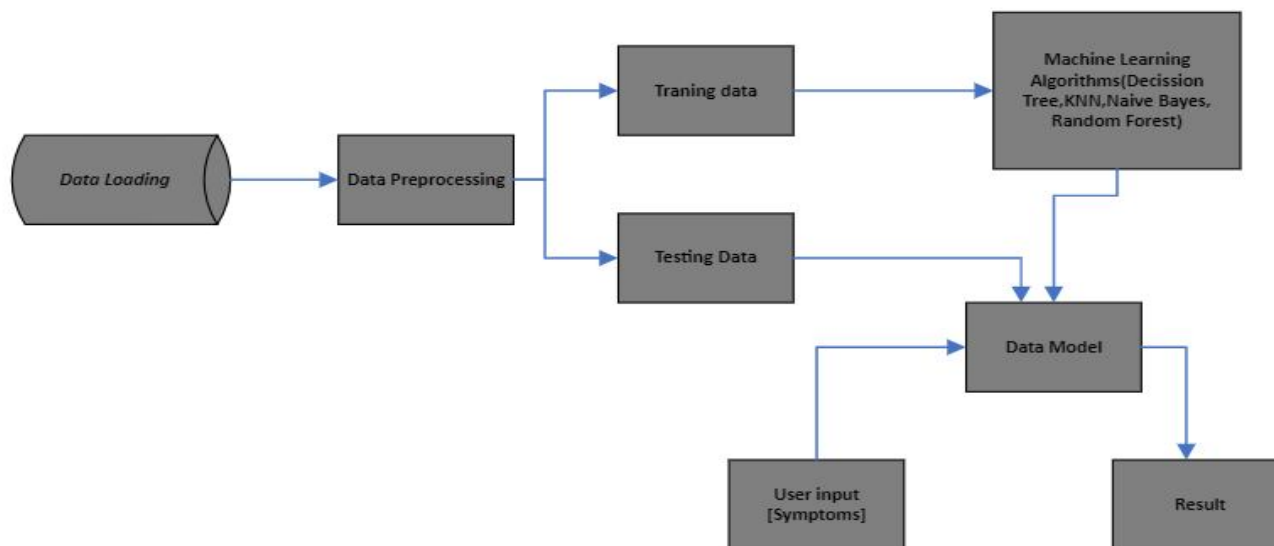 Data Loading
Data Preprocessing
Traning data
Machine Learning
Algorithms(Decission
Tree,KNN,Naive Bayes,
Random Forest)
Testing Data
Data Model
User input
[Symptoms]
Result